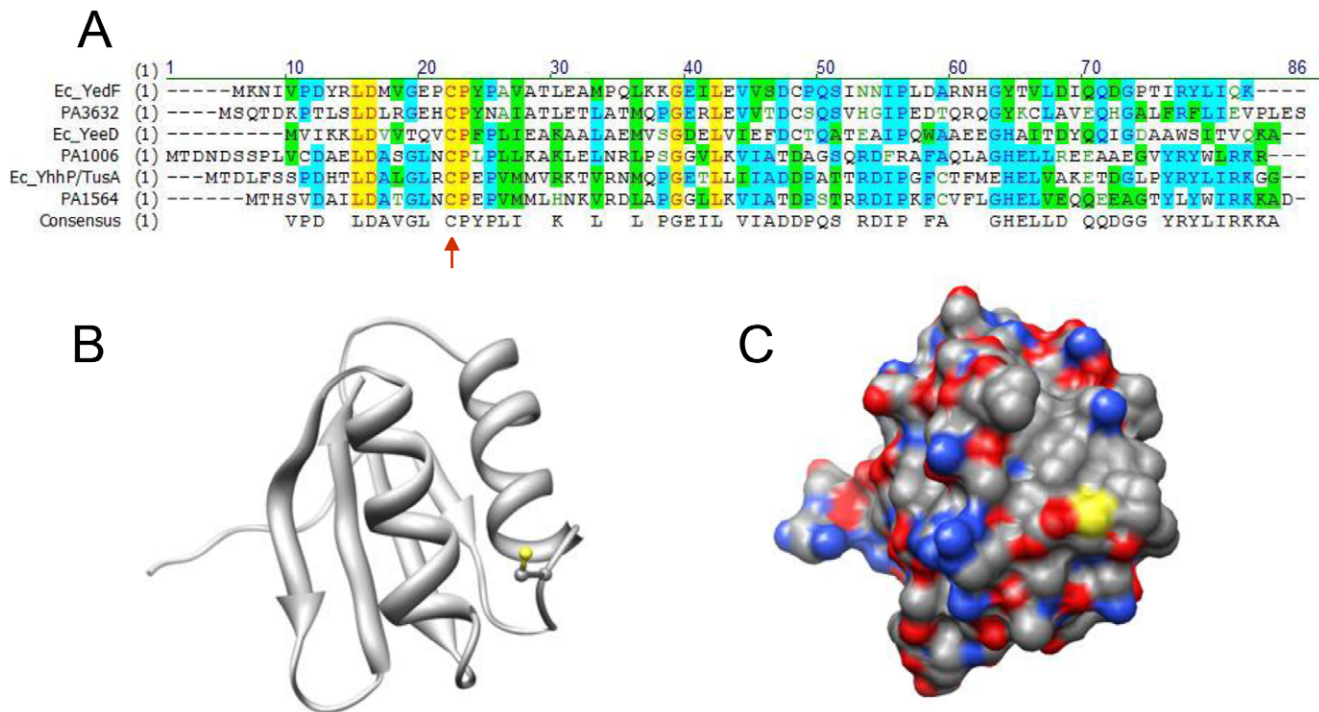 A
(1) 1 10 20 30 40 50 60 70 86
Ec_YedF (1) -----MKNIVPDYRLDMVGEPCPYPAVATLEAMPQLKKGEILEVVSDCPQSINNIPLDARNHGYTVLDIQQDGPTIRYLIQK----
PA3632 (1) ----MSQTDKPTLSLDLRGEHCPYNAIATLETLATMQPGERLEVVTDCSQSVHGIPEDTRQGYKCLAVEQHGALFRFLIEVPLES
Ec_YeeD (1) ---------MVIKKLDVVTQVCPFPLIEAKAALAEMVSGDELVIEFDCTQATEAIPQWAAEEGHAITDYQQIGDAAWSITVQKA--
PA1006 (1) MTDNDSSPLVCDAELDASGLNCPLPLLKAKLELNRLPSGGVLKVIATDAGSQRDFRAFAQLAGHELLREEAAEGVYRYWLRKR---
Ec_YhhP/TusA (1) ---MTDLFSSPDHTLDALGLRCPEPVMMVRKTVRNMQPGETLLIIADDPATTRDIPGFCTFMEHELVAKETDGLPYRYLIRKGG--
PA1564 (1) ------MTHSVDAILDATGLNCPEPVMMLHNKVRDLAPGGLLKVIATDPSTRRDIPKFCVFLGHELVEQQEEAGTYLYWIRKKAD-
Consensus (1) VPD LDAVGL CPYPLI K L LPGEIL VIADDPQS RDIP FA GHELLD QQDGG YRYLIRKKA
B
C